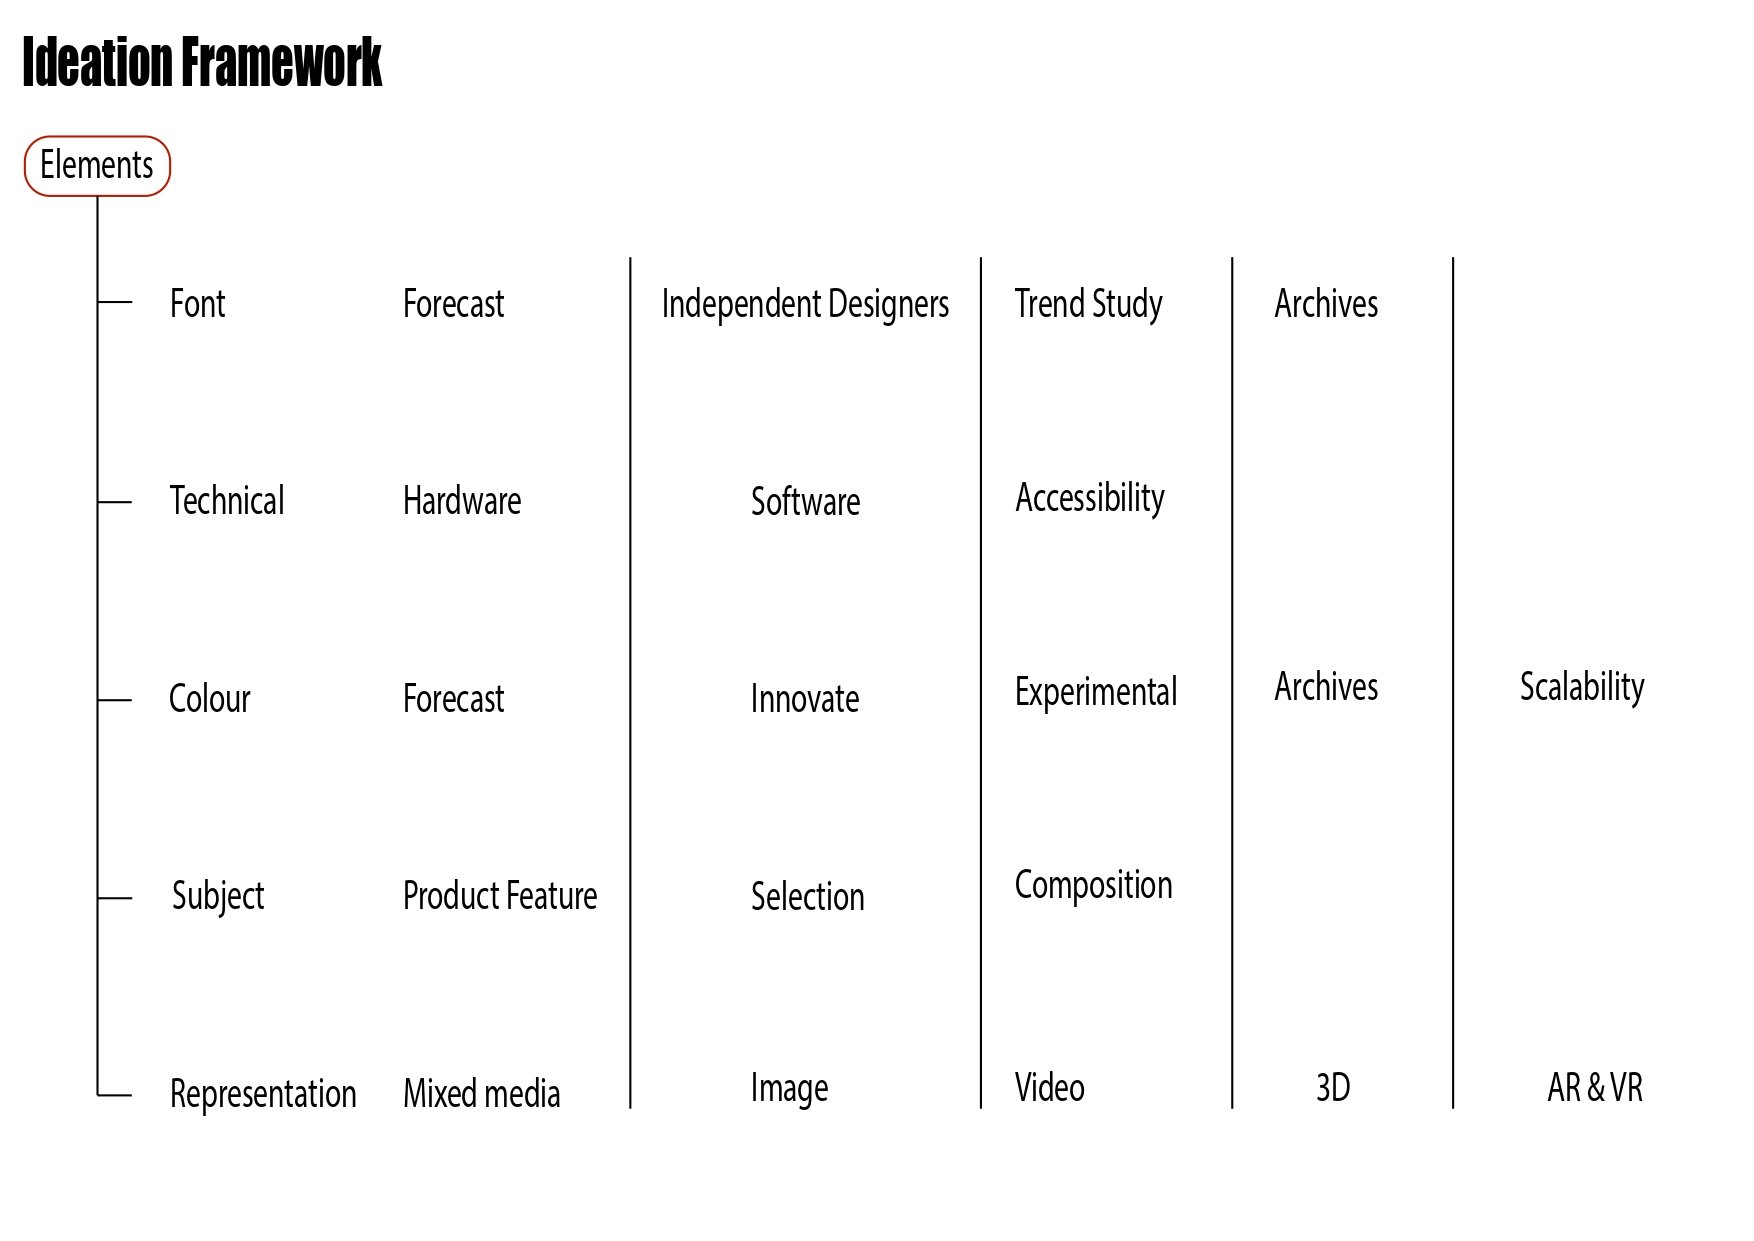 Ideation Framework
Elements
Font Forecast Independent Designers Trend Study Archives
Technical Hardware Software Accessibility
Colour Forecast Innovate Experimental Archives Scalability
Subject Product Feature Selection Composition
Representation Mixed media Image Video 3D AR & VR